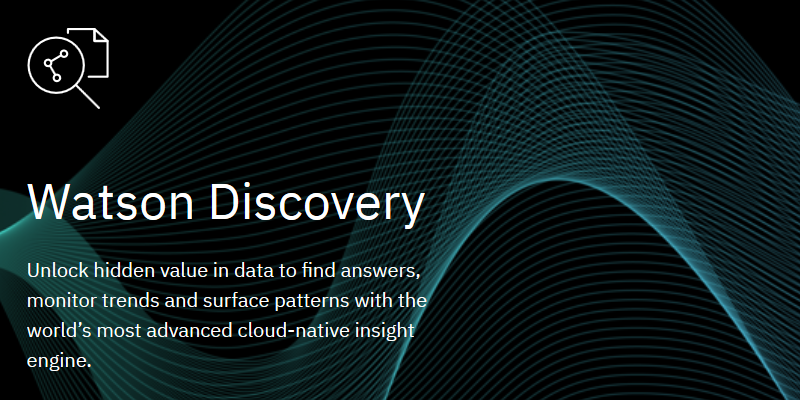 Watson Discovery
Unlock hidden value in data to find answers,
monitor trends and surface patterns with the
world’s most advanced cloud-native insight
engine.